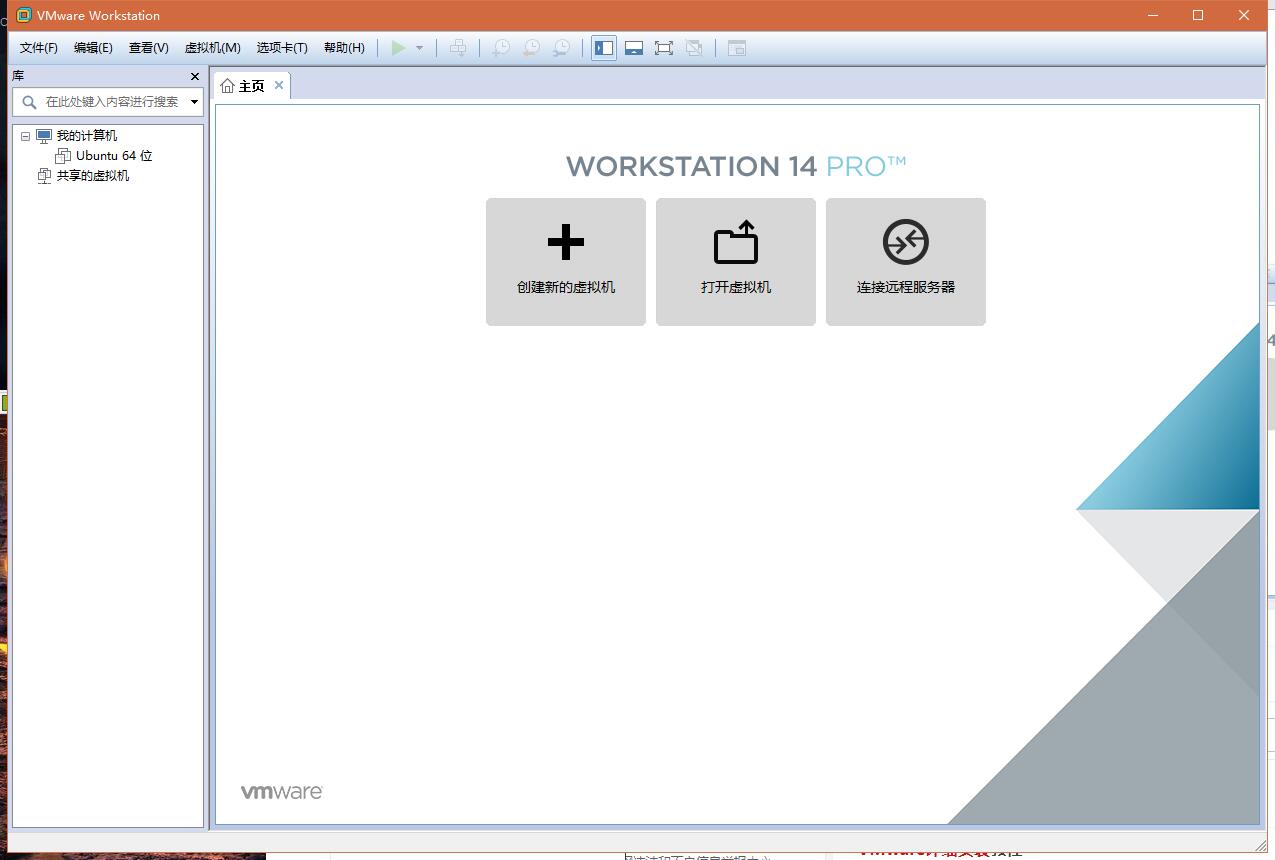 VMware Workstation
文件(F) 编辑(E) 查看(V) 虚拟机(M) 选项卡(T) 帮助(H)
库
在此处键入内容进行搜索
我的计算机
Ubuntu 64 位
共享的虚拟机
主页
WORKSTATION 14 PRO™
创建新的虚拟机
打开虚拟机
连接远程服务器
vmware